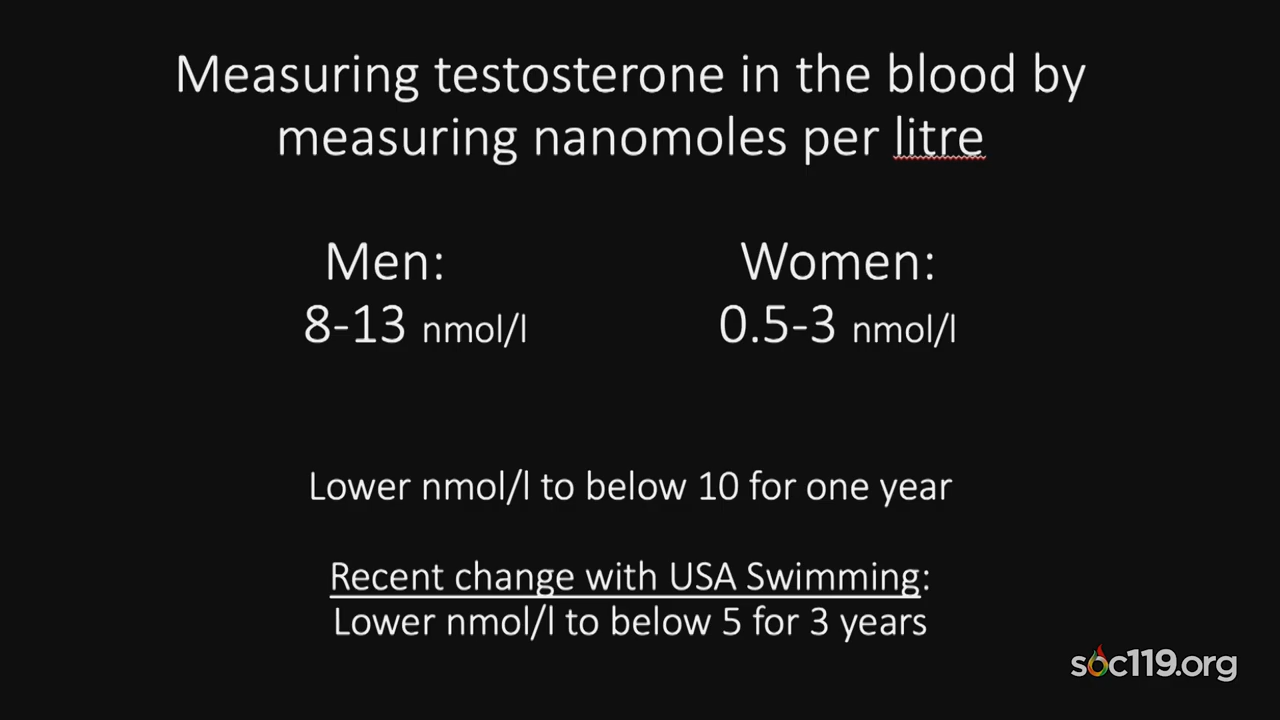 Measuring testosterone in the blood by
measuring nanomoles per litre
Men:
8-13 nmol/l
Women:
0.5-3 nmol/l
Lower nmol/l to below 10 for one year
Recent change with USA Swimming:
Lower nmol/l to below 5 for 3 years
soc119.org